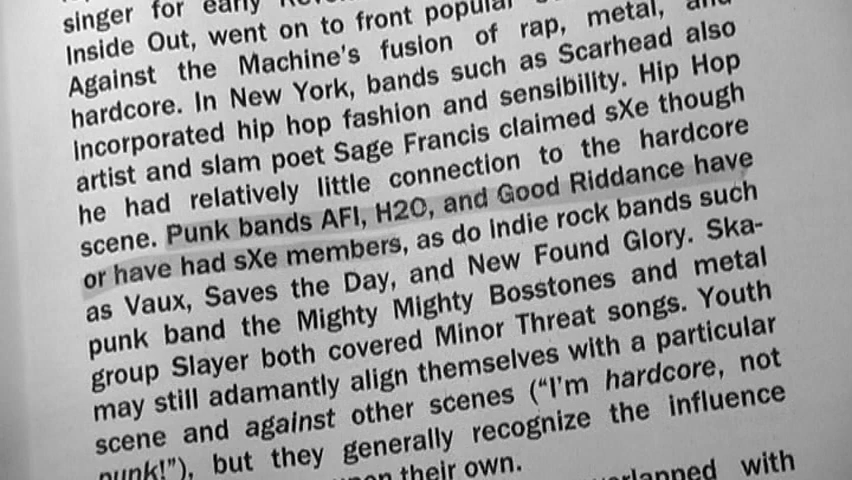 singer for early
Inside Out, went on to front popular
Against the Machine's fusion of rap, metal, and
hardcore. In New York, bands such as Scarhead also
incorporated hip hop fashion and sensibility. Hip Hop
artist and slam poet Sage Francis claimed sXe though
he had relatively little connection to the hardcore
scene. Punk bands AFI, H2O, and Good Riddance have
or have had sXe members, as do indie rock bands such
as Vaux, Saves the Day, and New Found Glory. Ska-
punk band the Mighty Mighty Bosstones and metal
group Slayer both covered Minor Threat songs. Youth
may still adamantly align themselves with a particular
scene and against other scenes ("I'm hardcore, not
punk!"), but they generally recognize the influence
their own.
with